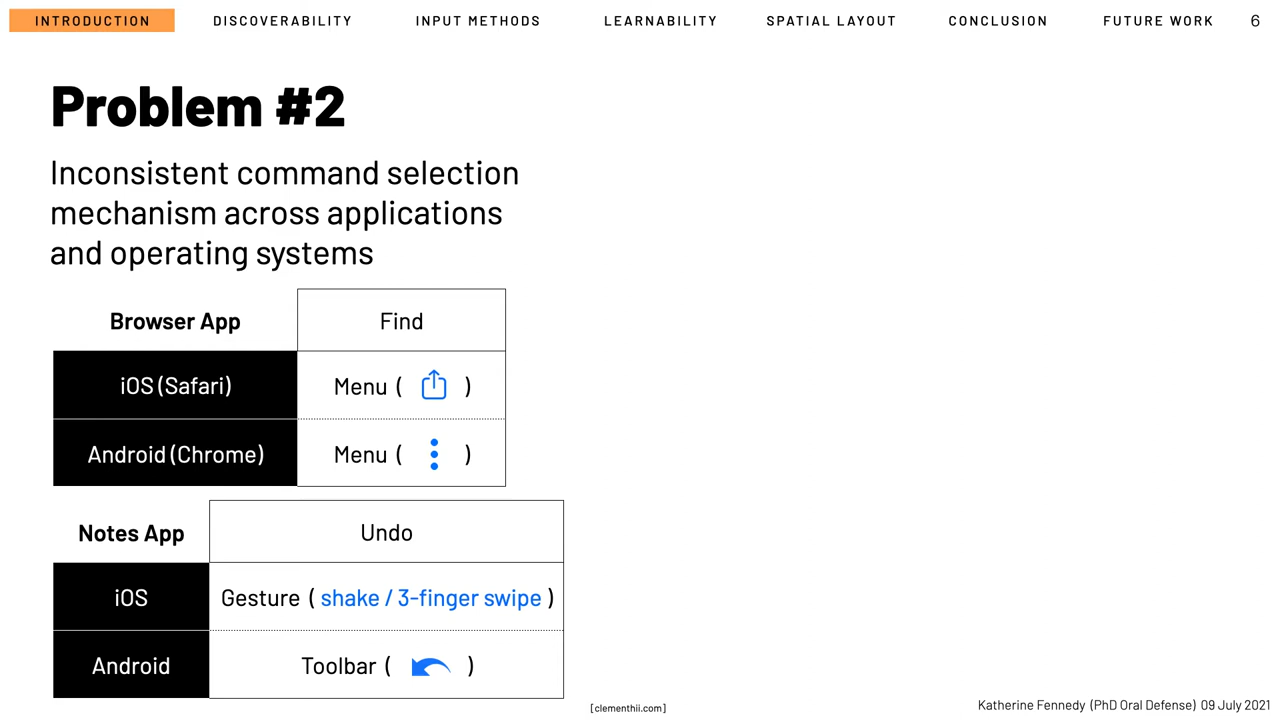 INTRODUCTION DISCOVERABILITY INPUT METHODS LEARNABILITY SPATIAL LAYOUT CONCLUSION FUTURE WORK 6
Problem #2
Inconsistent command selection
mechanism across applications
and operating systems
Browser App Find
iOS (Safari) Menu ( )
Android (Chrome) Menu ( )
Notes App Undo
iOS Gesture ( shake / 3-finger swipe )
Android Toolbar ( )
[clementhii.com]
Katherine Fennedy (PhD Oral Defense) 09 July 2021